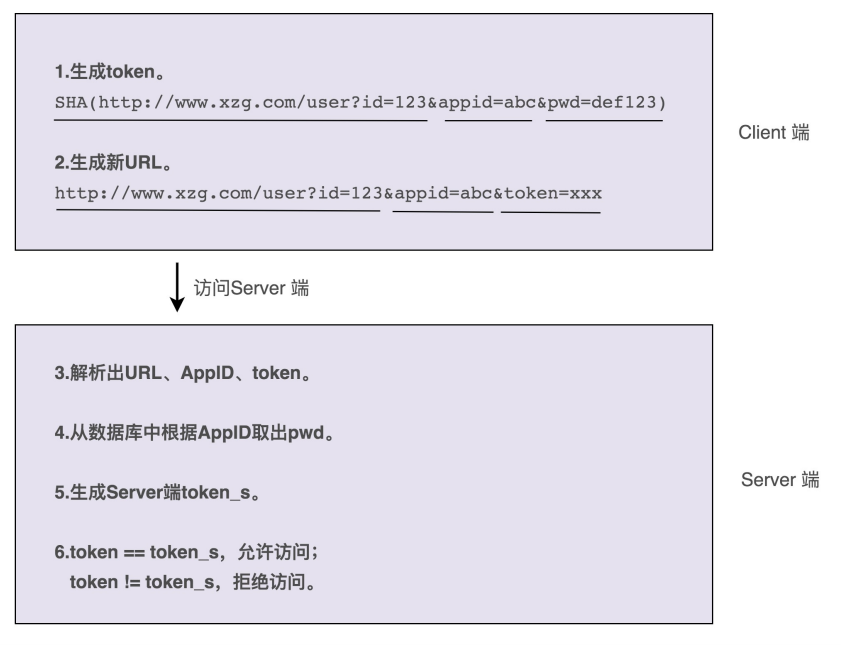 1.生成token。
SHA(http://www.xzg.com/user?id=123&appid=abc&pwd=def123)
2.生成新URL。
http://www.xzg.com/user?id=123&appid=abc&token=xxx
Client 端
访问Server 端
3.解析出URL、AppID、token。
4.从数据库中根据AppID取出pwd。
5.生成Server端token_s。
6.token == token_s，允许访问；
token != token_s，拒绝访问。
Server 端